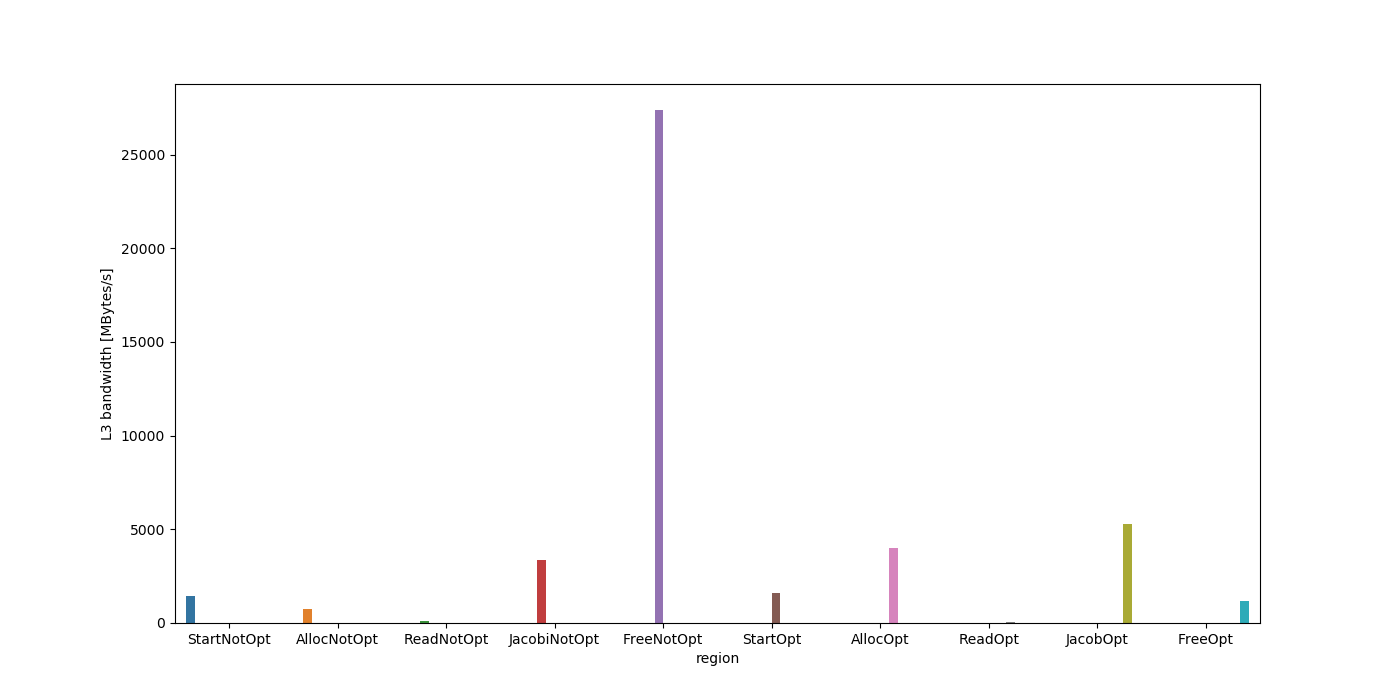 25000
20000
15000
10000
5000
0
L3 bandwidth [MBytes/s]
StartNotOpt AllocNotOpt ReadNotOpt JacobiNotOpt FreeNotOpt StartOpt AllocOpt ReadOpt JacobOpt FreeOpt
region